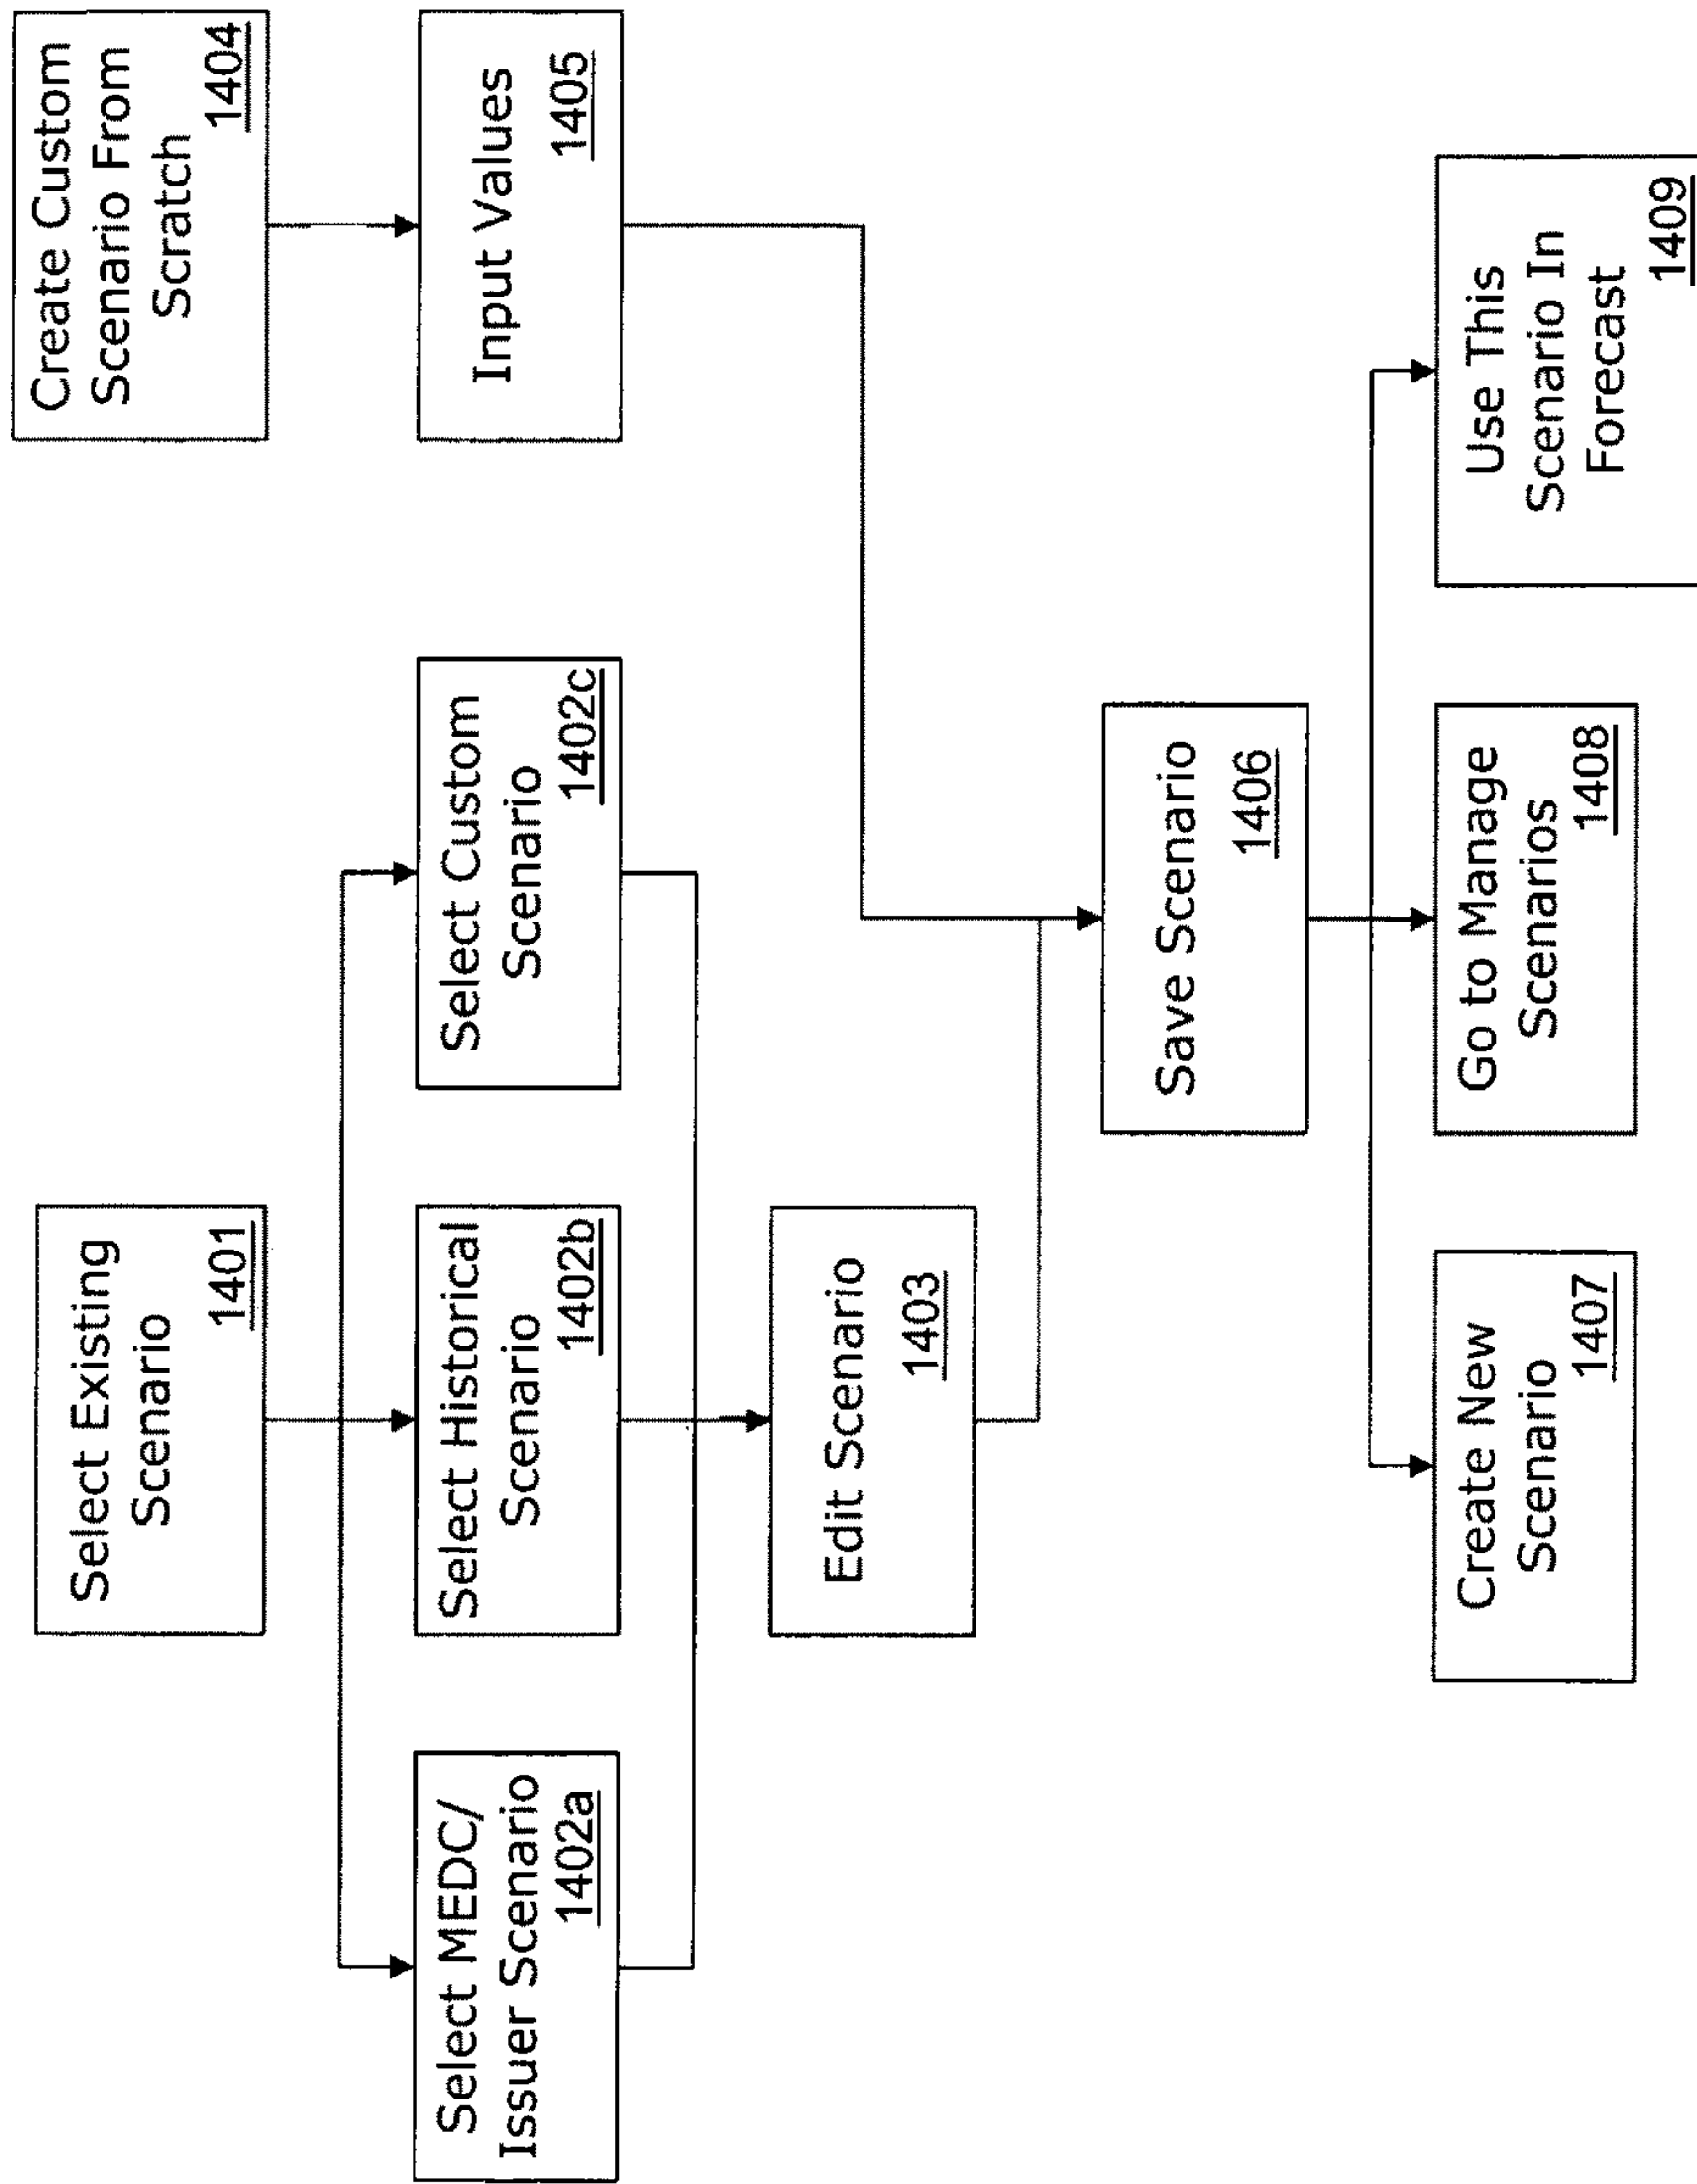 Select Existing
Scenario
1401
Create Custom
Scenario From
Scratch
1404
Select MEDC/
Issuer Scenario
1402a
Select Historical
Scenario
1402b
Select Custom
Scenario
1402c
Input Values
1405
Edit Scenario
1403
Save Scenario
1406
Create New
Scenario
1407
Go to Manage
Scenarios
1408
Use This
Scenario In
Forecast
1409